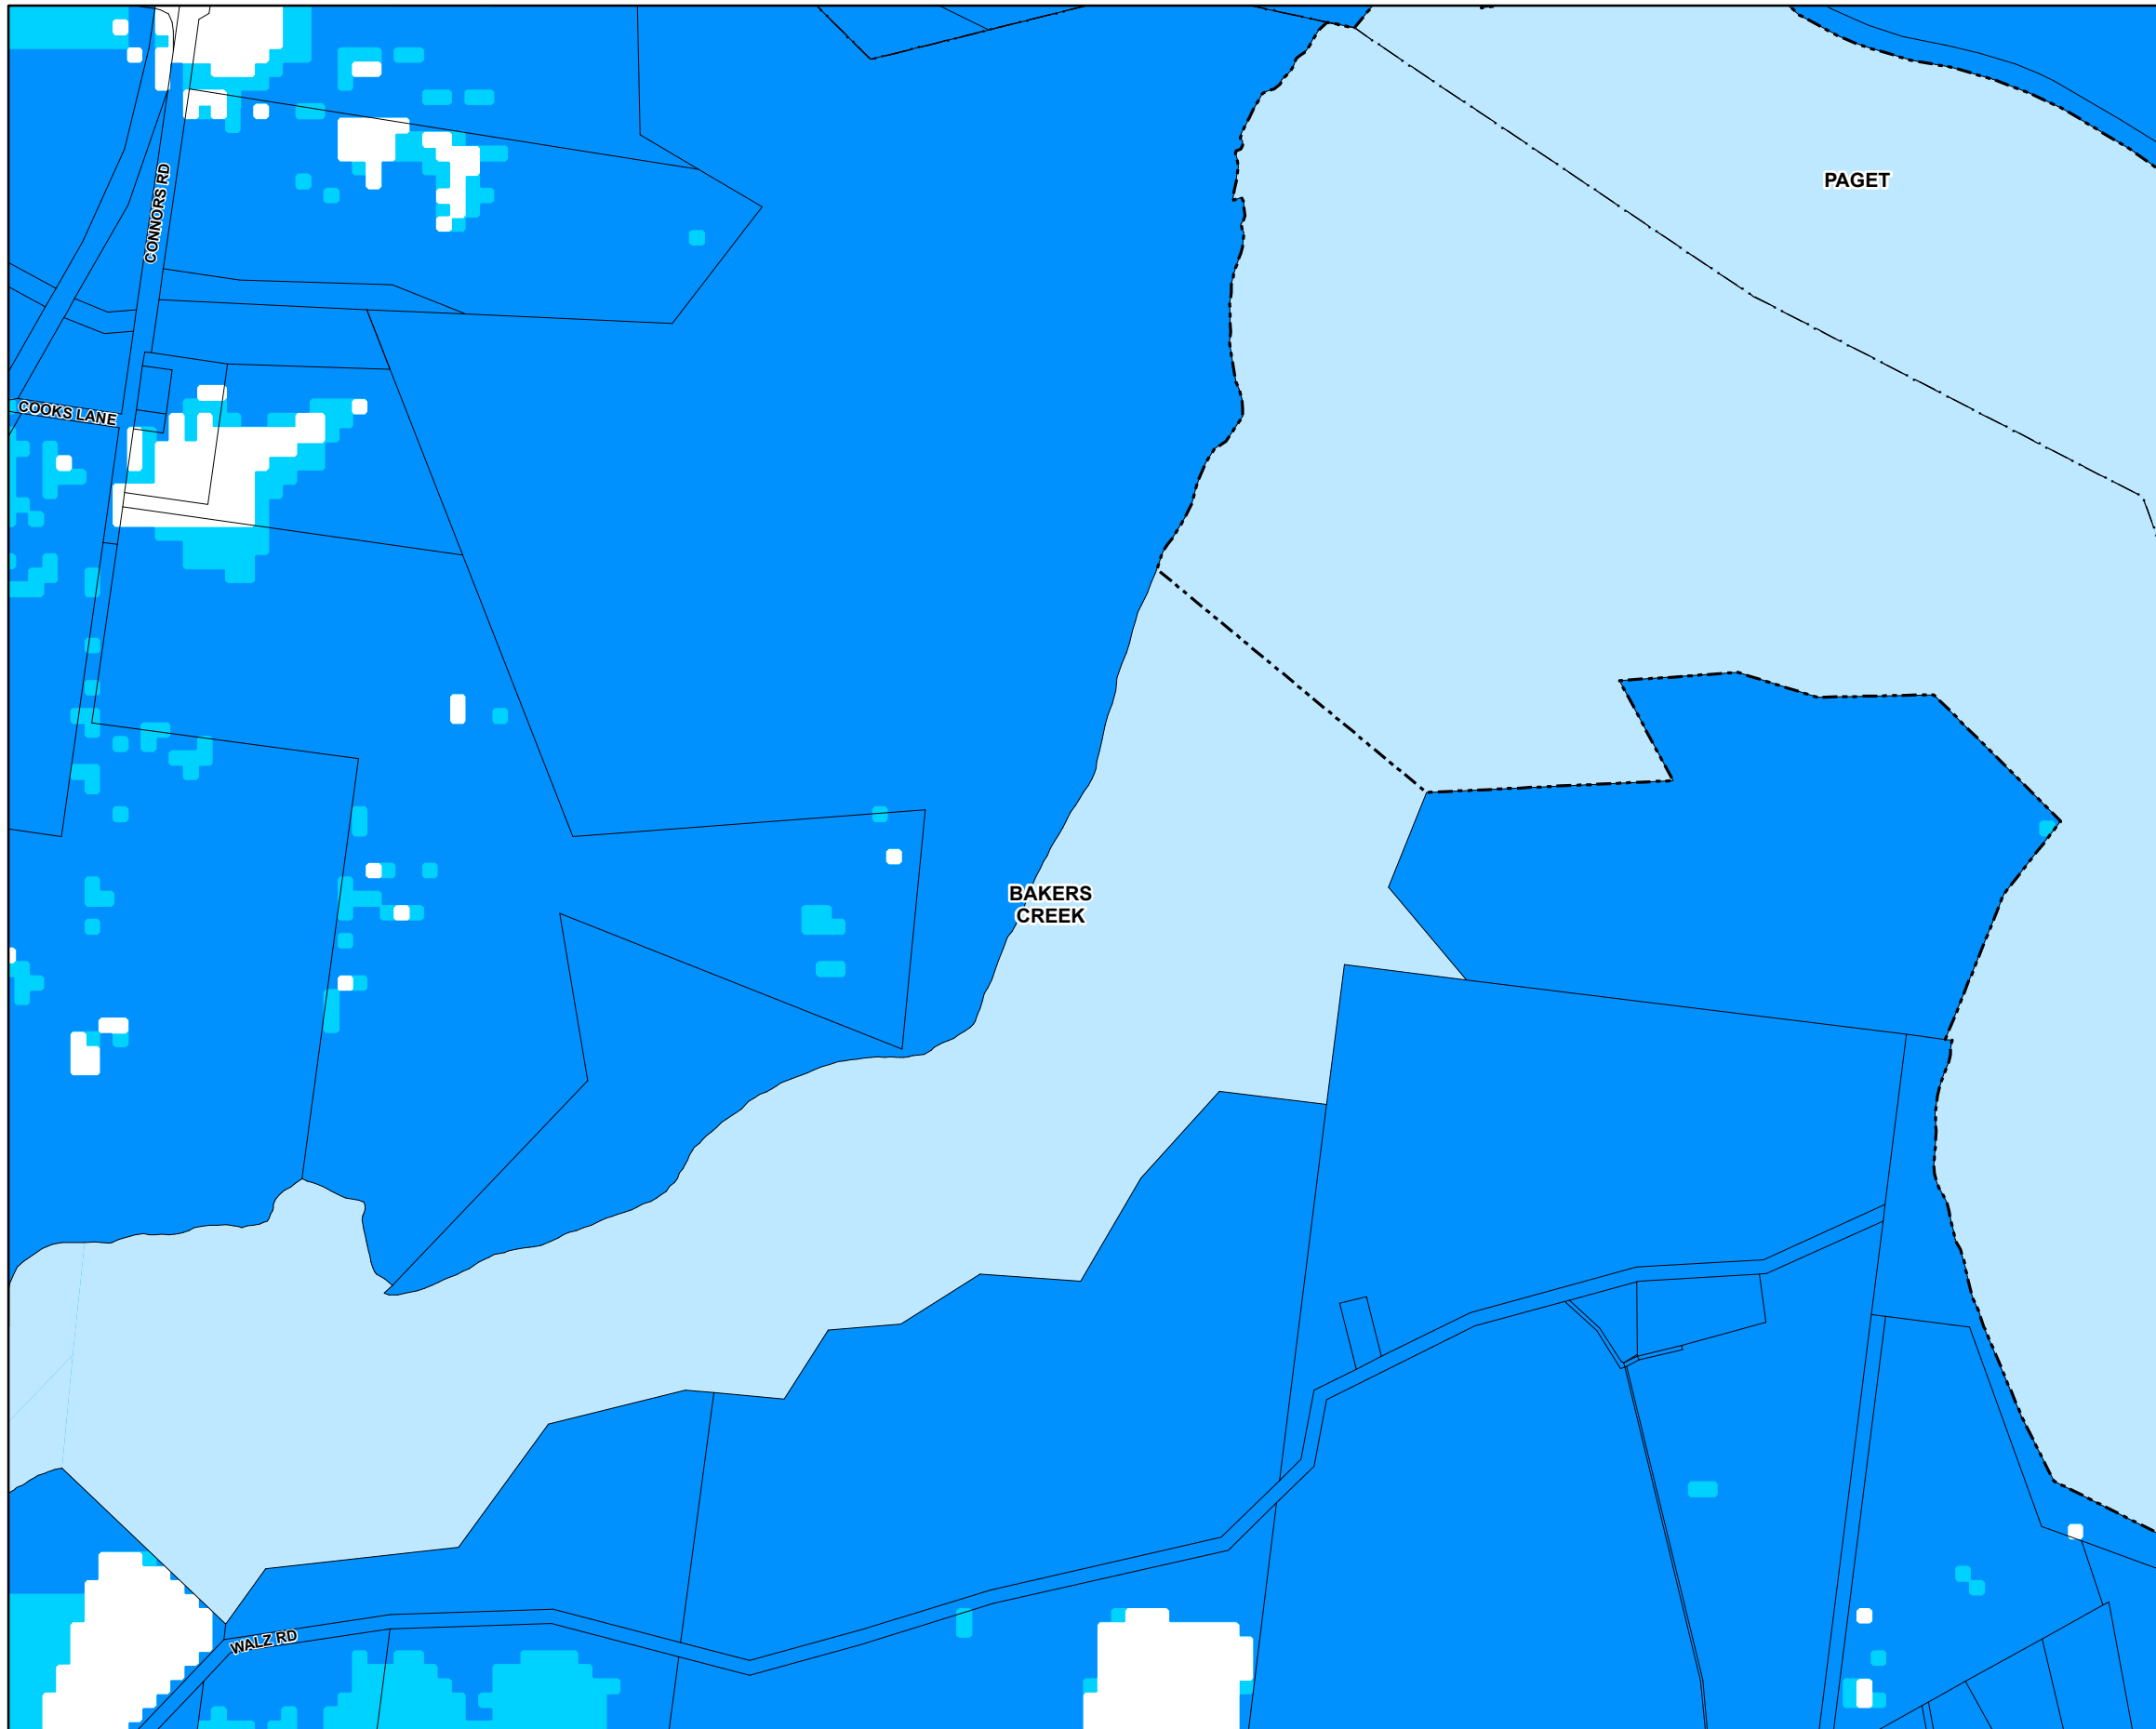 PAGET
CONNORS RD
COOKS LANE
BAKERS
CREEK
WALZ RD